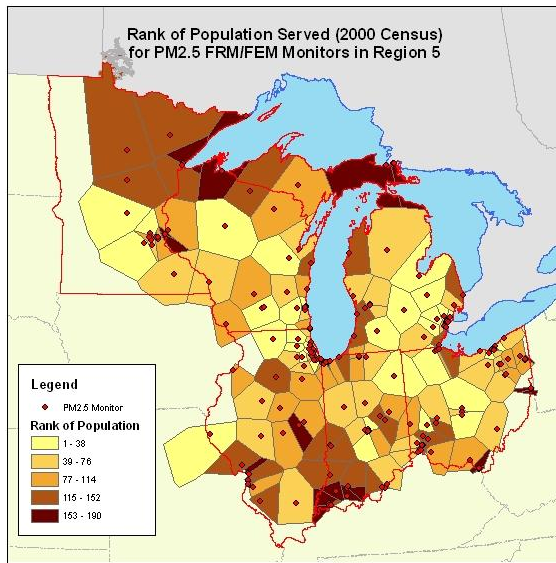 Rank of Population Served (2000 Census)
for PM2.5 FRM/FEM Monitors in Region 5
Legend
PM2.5 Monitor
Rank of Population
1 - 38
39 - 76
77 - 114
115 - 152
153 - 190